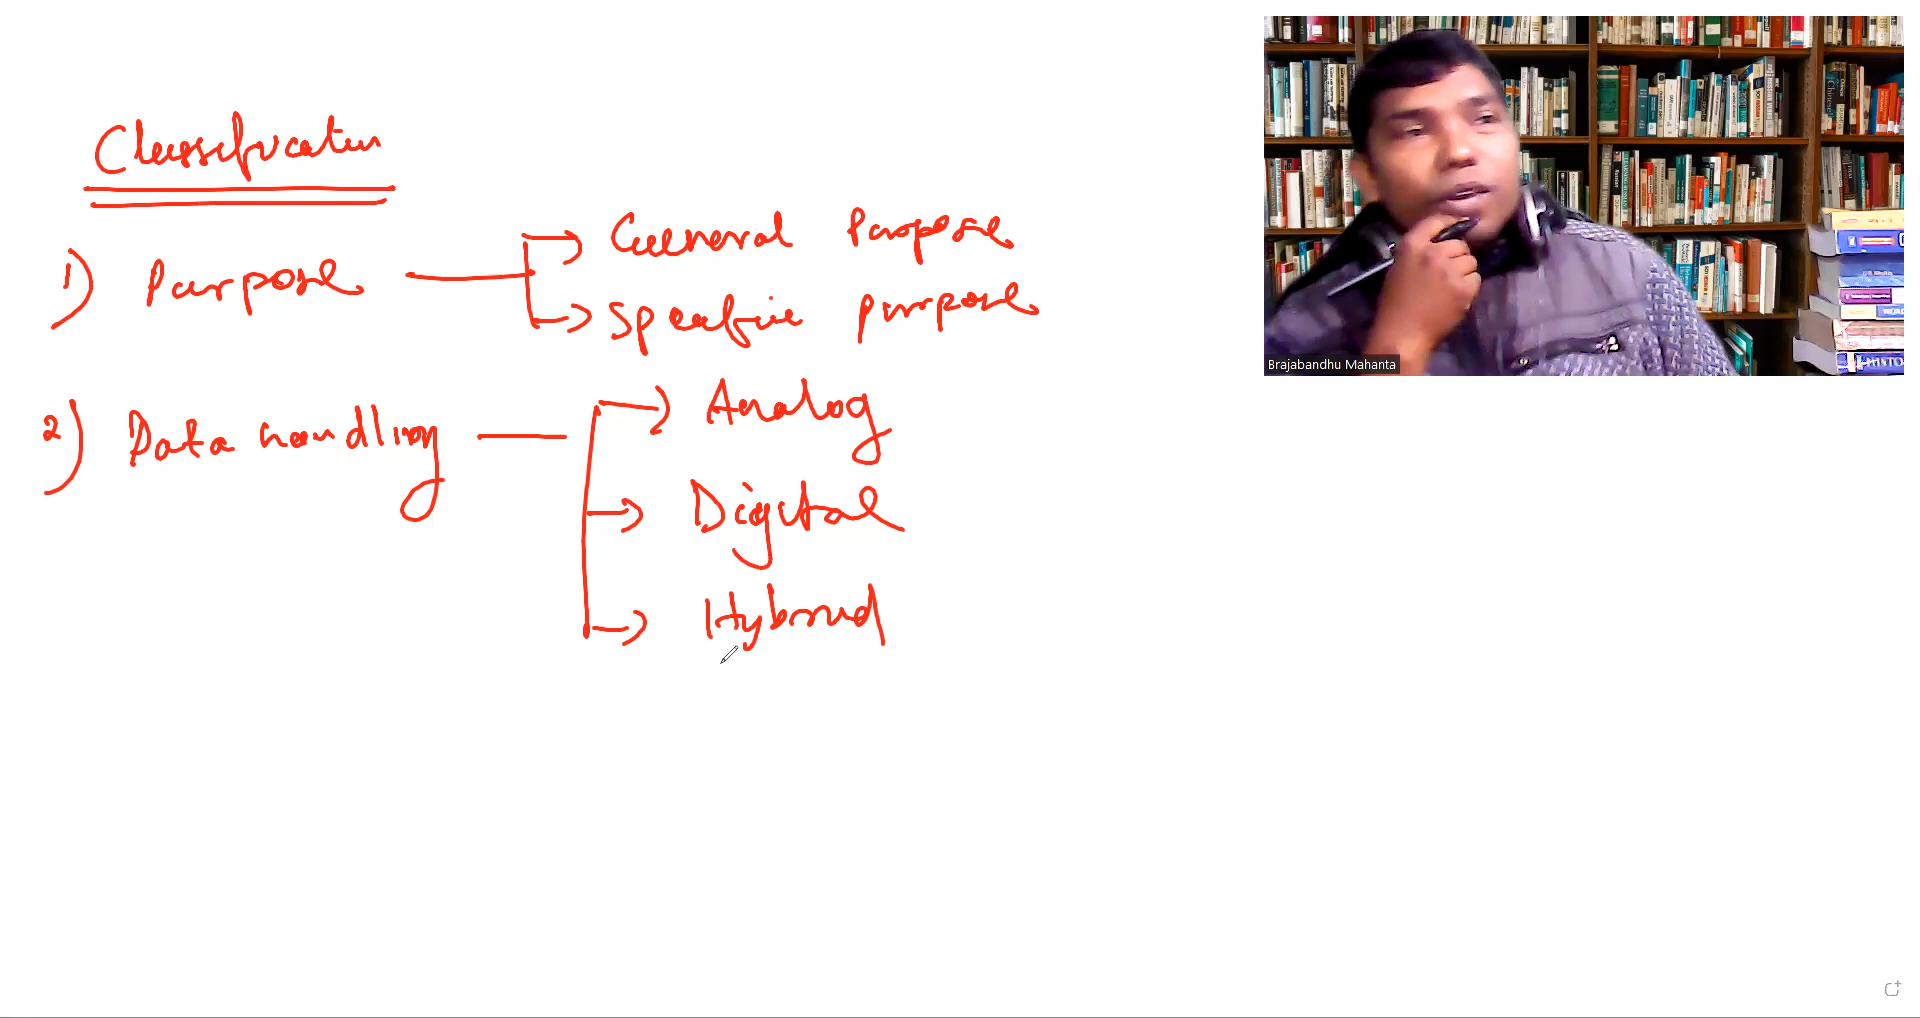 Classification
1) Purpose
General Purpose
Specific purpose
2) Data handling
Analog
Digital
Hybrid
Brajabandhu Mahanta